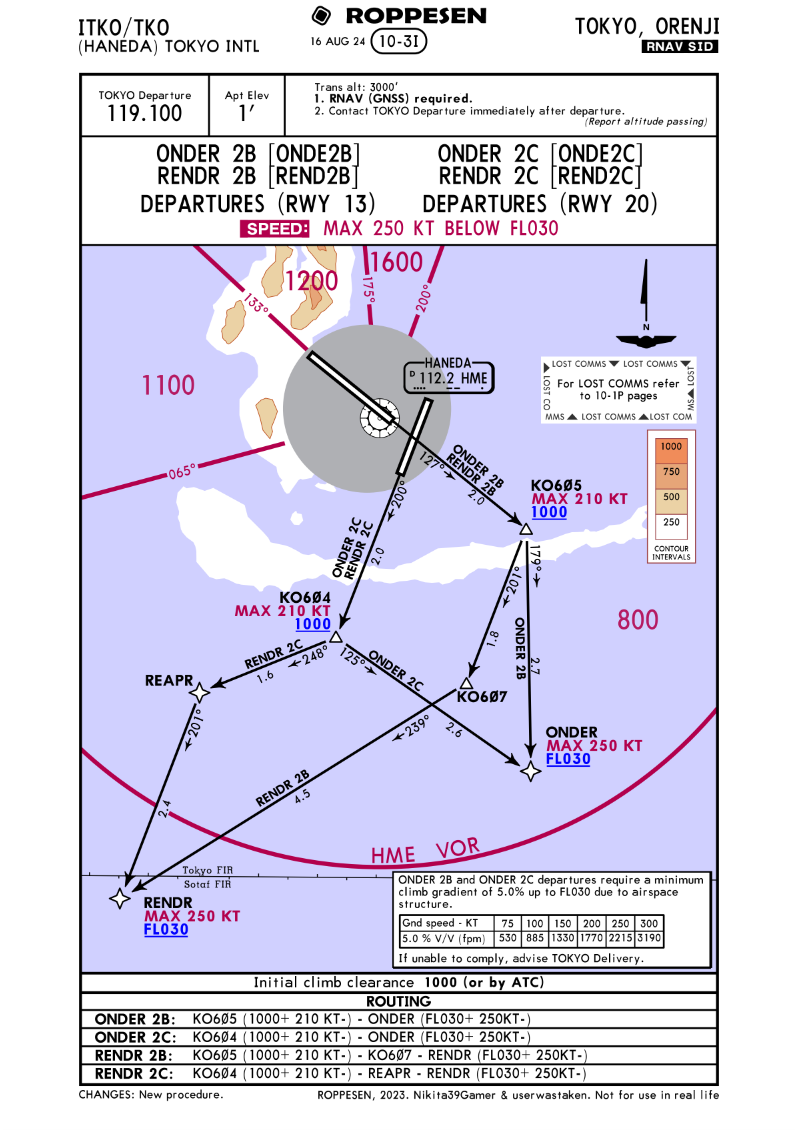 ITKO/TKO
(HANEDA) TOKYO INTL
ROPPESEN
16 AUG 24 10-3I
TOKYO, ORENJI
RNAV SID
TOKYO Departure
119.100
Apt Elev
1'
Trans alt: 3000'
1. RNAV (GNSS) required.
2. Contact TOKYO Departure immediately after departure.
(Report altitude passing)
ONDER 2B [ONDE2B]
RENDR 2B [REND2B]
DEPARTURES (RWY 13)
ONDER 2C [ONDE2C]
RENDR 2C [REND2C]
DEPARTURES (RWY 20)
SPEED: MAX 250 KT BELOW FL030
1200
1600
133°
175°
200°
N
HANEDA
D 112.2 HME
1100
LOST COMMS LOST COMMS
LOST CO
LOST
MS
For LOST COMMS refer
to 10-1P pages
MMS LOST COMMS LOST COM
1000
750
500
250
CONTOUR
INTERVALS
065°
127°
ONDER 2B
RENDR 2B
2.0
KO6Ø5
MAX 210 KT
1000
200°
ONDER 2C
RENDR 2C
2.0
179°
201°
1.8
ONDER 2B
2.7
800
KO6Ø4
MAX 210 KT
1000
RENDR 2C
248°
1.6
125°
ONDER 2C
2.6
REAPR
KO6Ø7
201°
2.4
239°
RENDR 2B
4.5
ONDER
MAX 250 KT
FL030
HME VOR
Tokyo FIR
Sotaf FIR
RENDR
MAX 250 KT
FL030
ONDER 2B and ONDER 2C departures require a minimum
climb gradient of 5.0% up to FL030 due to airspace
structure.
Gnd speed - KT 75 100 150 200 250 300
5.0 % V/V (fpm) 530 885 1330 1770 2215 3190
If unable to comply, advise TOKYO Delivery.
Initial climb clearance 1000 (or by ATC)
ROUTING
ONDER 2B: KO6Ø5 (1000+ 210 KT-) - ONDER (FL030+ 250KT-)
ONDER 2C: KO6Ø4 (1000+ 210 KT-) - ONDER (FL030+ 250KT-)
RENDR 2B: KO6Ø5 (1000+ 210 KT-) - KO6Ø7 - RENDR (FL030+ 250KT-)
RENDR 2C: KO6Ø4 (1000+ 210 KT-) - REAPR - RENDR (FL030+ 250KT-)
CHANGES: New procedure.
ROPPESEN, 2023. Nikita39Gamer & userwastaken. Not for use in real life